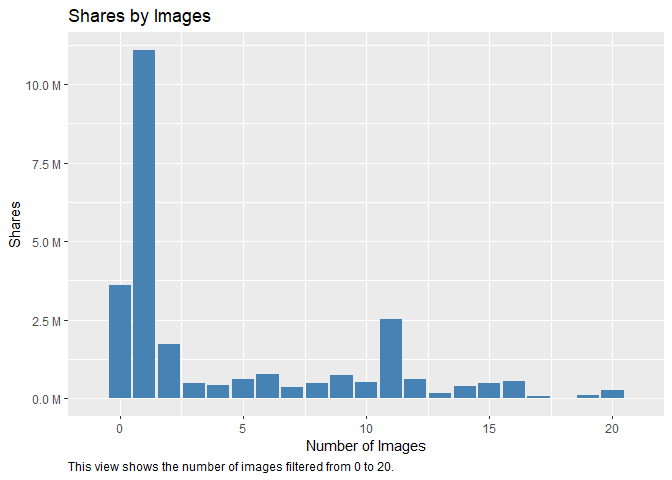 Shares by Images
10.0 M
7.5 M
5.0 M
2.5 M
0.0 M
Shares
0 5 10 15 20
Number of Images
This view shows the number of images filtered from 0 to 20.